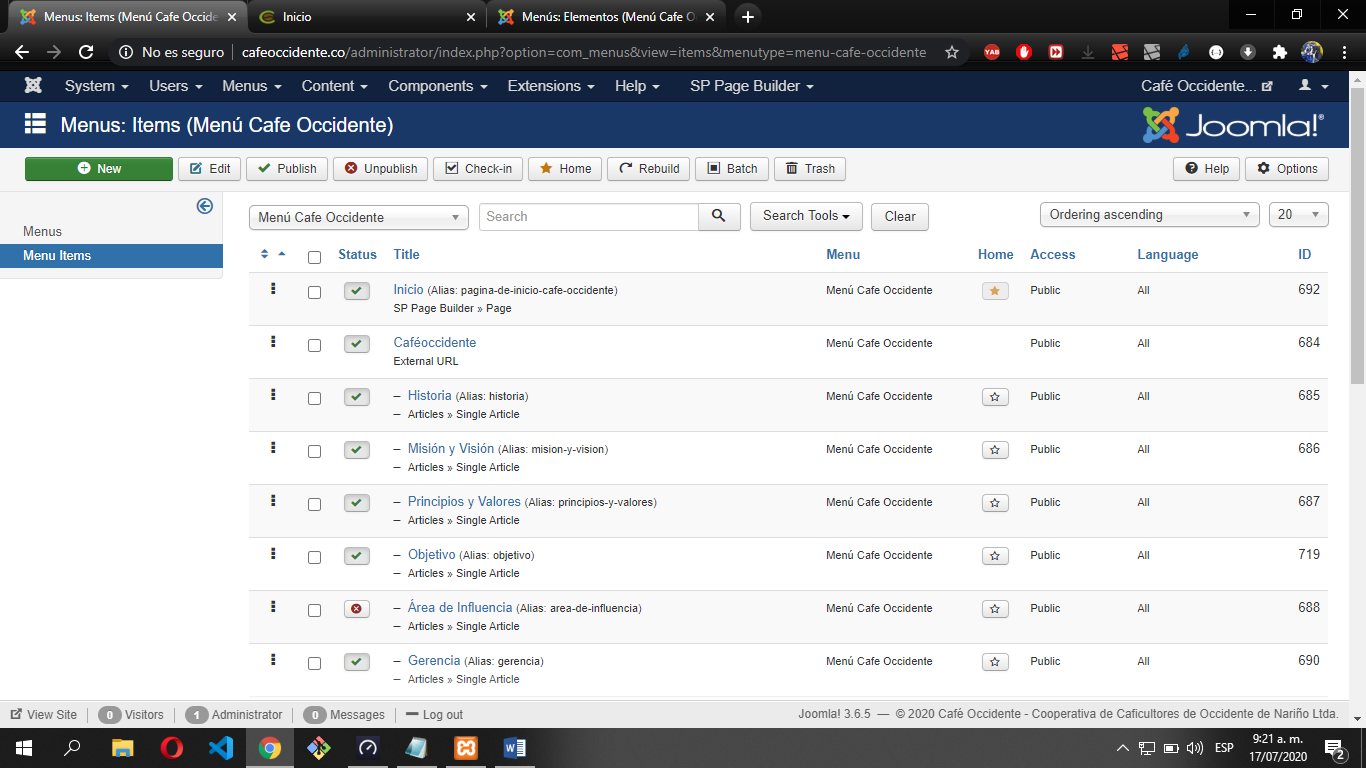 Menus: Items (Menú Cafe Occide
Inicio
Menús: Elementos (Menú Cafe O
No es seguro
cafeoccidente.co/administrator/index.php?option=com_menus&view=items&menutype=menu-cafe-occidente
System
Users
Menus
Content
Components
Extensions
Help
SP Page Builder
Café Occidente...
Menus: Items (Menú Cafe Occidente)
Joomla!®
New
Edit
Publish
Unpublish
Check-in
Home
Rebuild
Batch
Trash
Help
Options
Menus
Menu Items
Menú Cafe Occidente
Search
Search Tools
Clear
Ordering ascending
20
Status
Title
Menu
Home
Access
Language
ID
Inicio (Alias: pagina-de-inicio-cafe-occidente)
SP Page Builder » Page
Menú Cafe Occidente
Public
All
692
Caféoccidente
External URL
Menú Cafe Occidente
Public
All
684
– Historia (Alias: historia)
– Articles » Single Article
Menú Cafe Occidente
Public
All
685
– Misión y Visión (Alias: mision-y-vision)
– Articles » Single Article
Menú Cafe Occidente
Public
All
686
– Principios y Valores (Alias: principios-y-valores)
– Articles » Single Article
Menú Cafe Occidente
Public
All
687
– Objetivo (Alias: objetivo)
– Articles » Single Article
Menú Cafe Occidente
Public
All
719
– Área de Influencia (Alias: area-de-influencia)
– Articles » Single Article
Menú Cafe Occidente
Public
All
688
– Gerencia (Alias: gerencia)
– Articles » Single Article
Menú Cafe Occidente
Public
All
690
View Site
0 Visitors
1 Administrator
0 Messages
Log out
Joomla! 3.6.5 — © 2020 Café Occidente - Cooperativa de Caficultores de Occidente de Nariño Ltda.
ESP
9:21 a. m.
17/07/2020
2